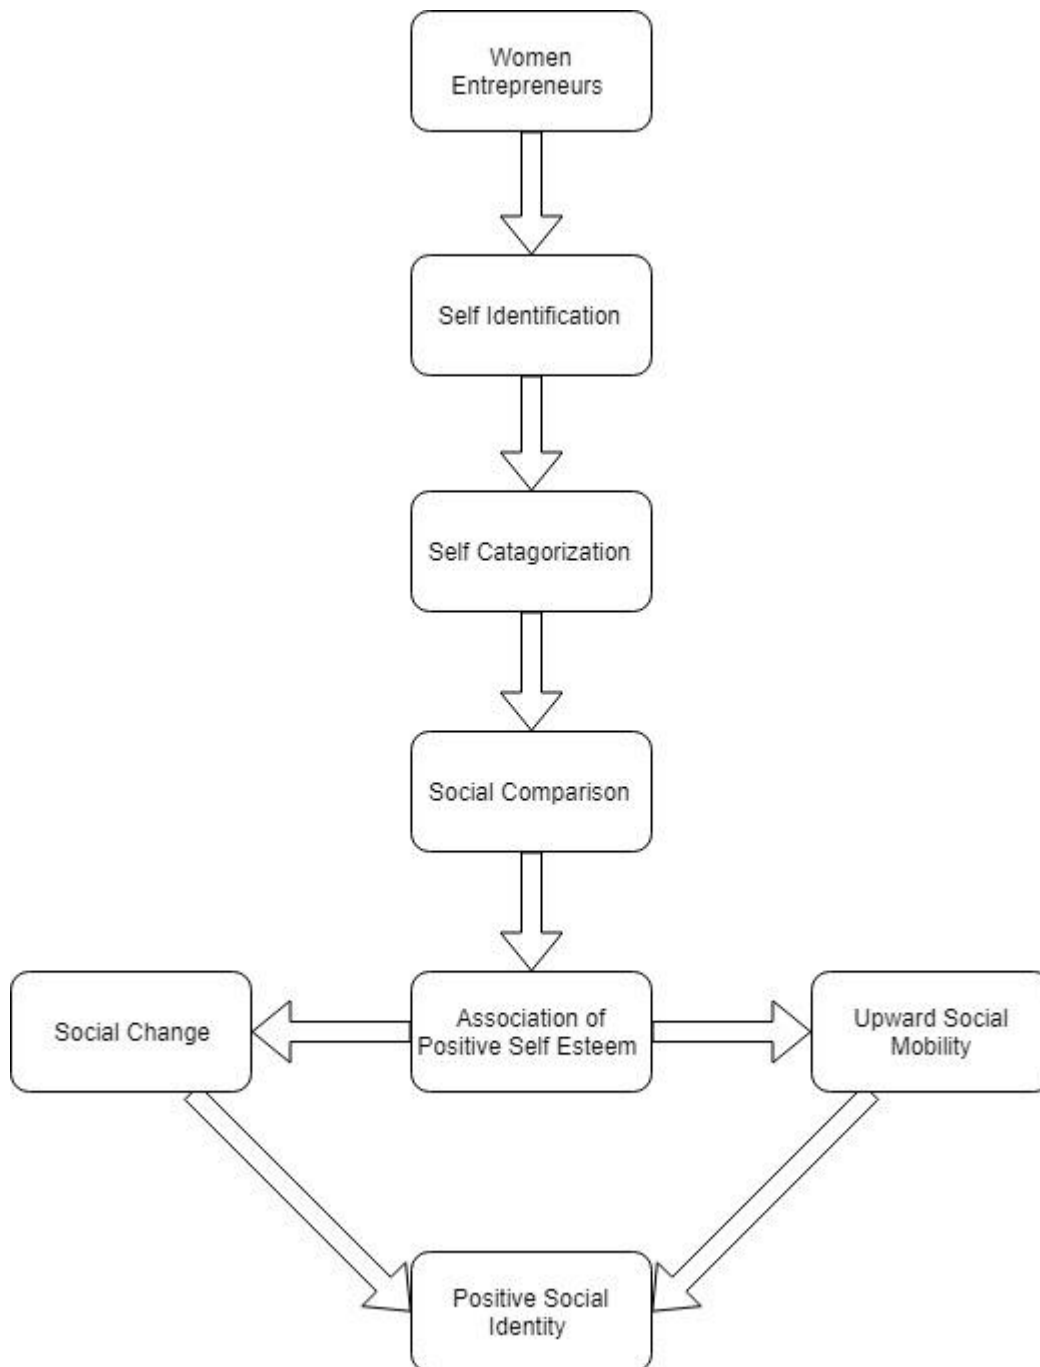 Women
Entrepreneurs
Self Identification
Self Catagorization
Social Comparison
Social Change
Association of
Positive Self Esteem
Upward Social
Mobility
Positive Social
Identity